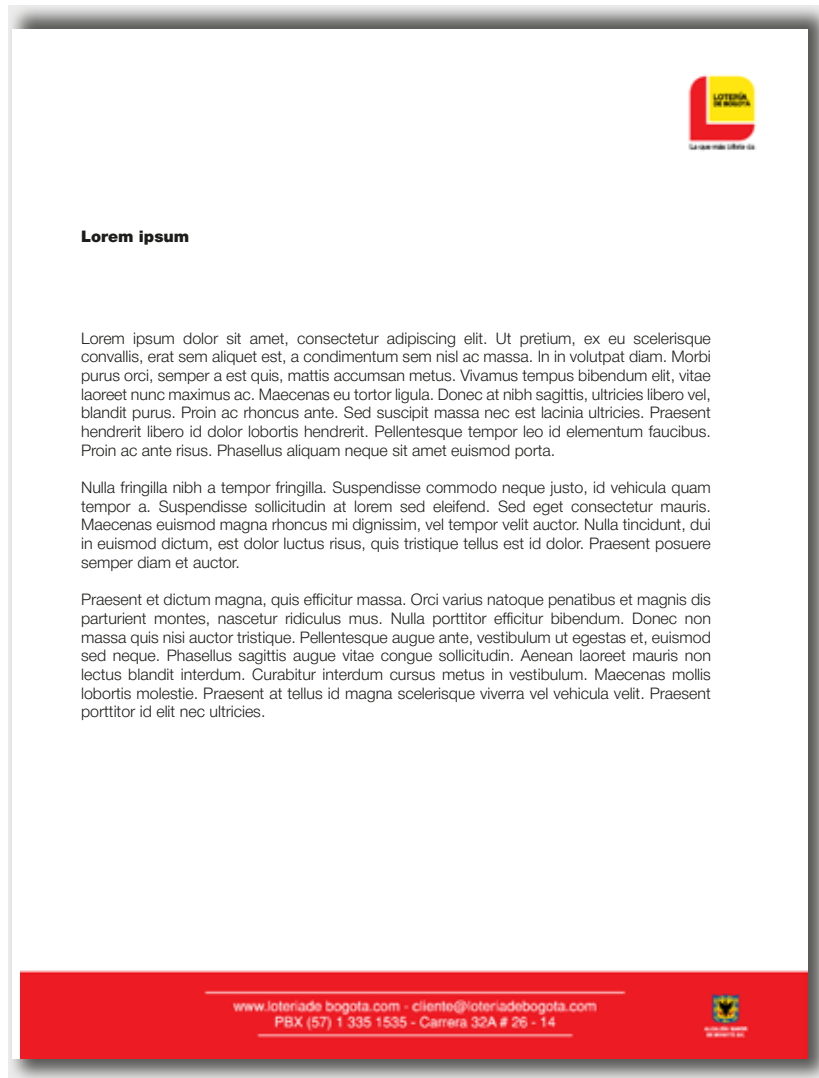 LOTERÍA
DE BOGOTÁ
La que más billete da
Lorem ipsum
Lorem ipsum dolor sit amet, consectetur adipiscing elit. Ut pretium, ex eu scelerisque
convallis, erat sem aliquet est, a condimentum sem nisl ac massa. In in volutpat diam. Morbi
purus orci, semper a est quis, mattis accumsan metus. Vivamus tempus bibendum elit, vitae
laoreet nunc maximus ac. Maecenas eu tortor ligula. Donec at nibh sagittis, ultricies libero vel,
blandit purus. Proin ac rhoncus ante. Sed suscipit massa nec est lacinia ultricies. Praesent
hendrerit libero id dolor lobortis hendrerit. Pellentesque tempor leo id elementum faucibus.
Proin ac ante risus. Phasellus aliquam neque sit amet euismod porta.
Nulla fringilla nibh a tempor fringilla. Suspendisse commodo neque justo, id vehicula quam
tempor a. Suspendisse sollicitudin at lorem sed eleifend. Sed eget consectetur mauris.
Maecenas euismod magna rhoncus mi dignissim, vel tempor velit auctor. Nulla tincidunt, dui
in euismod dictum, est dolor luctus risus, quis tristique tellus est id dolor. Praesent posuere
semper diam et auctor.
Praesent et dictum magna, quis efficitur massa. Orci varius natoque penatibus et magnis dis
parturient montes, nascetur ridiculus mus. Nulla porttitor efficitur bibendum. Donec non
massa quis nisi auctor tristique. Pellentesque augue ante, vestibulum ut egestas et, euismod
sed neque. Phasellus sagittis augue vitae congue sollicitudin. Aenean laoreet mauris non
lectus blandit interdum. Curabitur interdum cursus metus in vestibulum. Maecenas mollis
lobortis molestie. Praesent at tellus id magna scelerisque viverra vel vehicula velit. Praesent
porttitor id elit nec ultricies.
www.loteriade bogota.com - cliente@loteriadebogota.com
PBX (57) 1 335 1535 - Carrera 32A # 26 - 14
ALCALDÍA MAYOR
DE BOGOTÁ D.C.